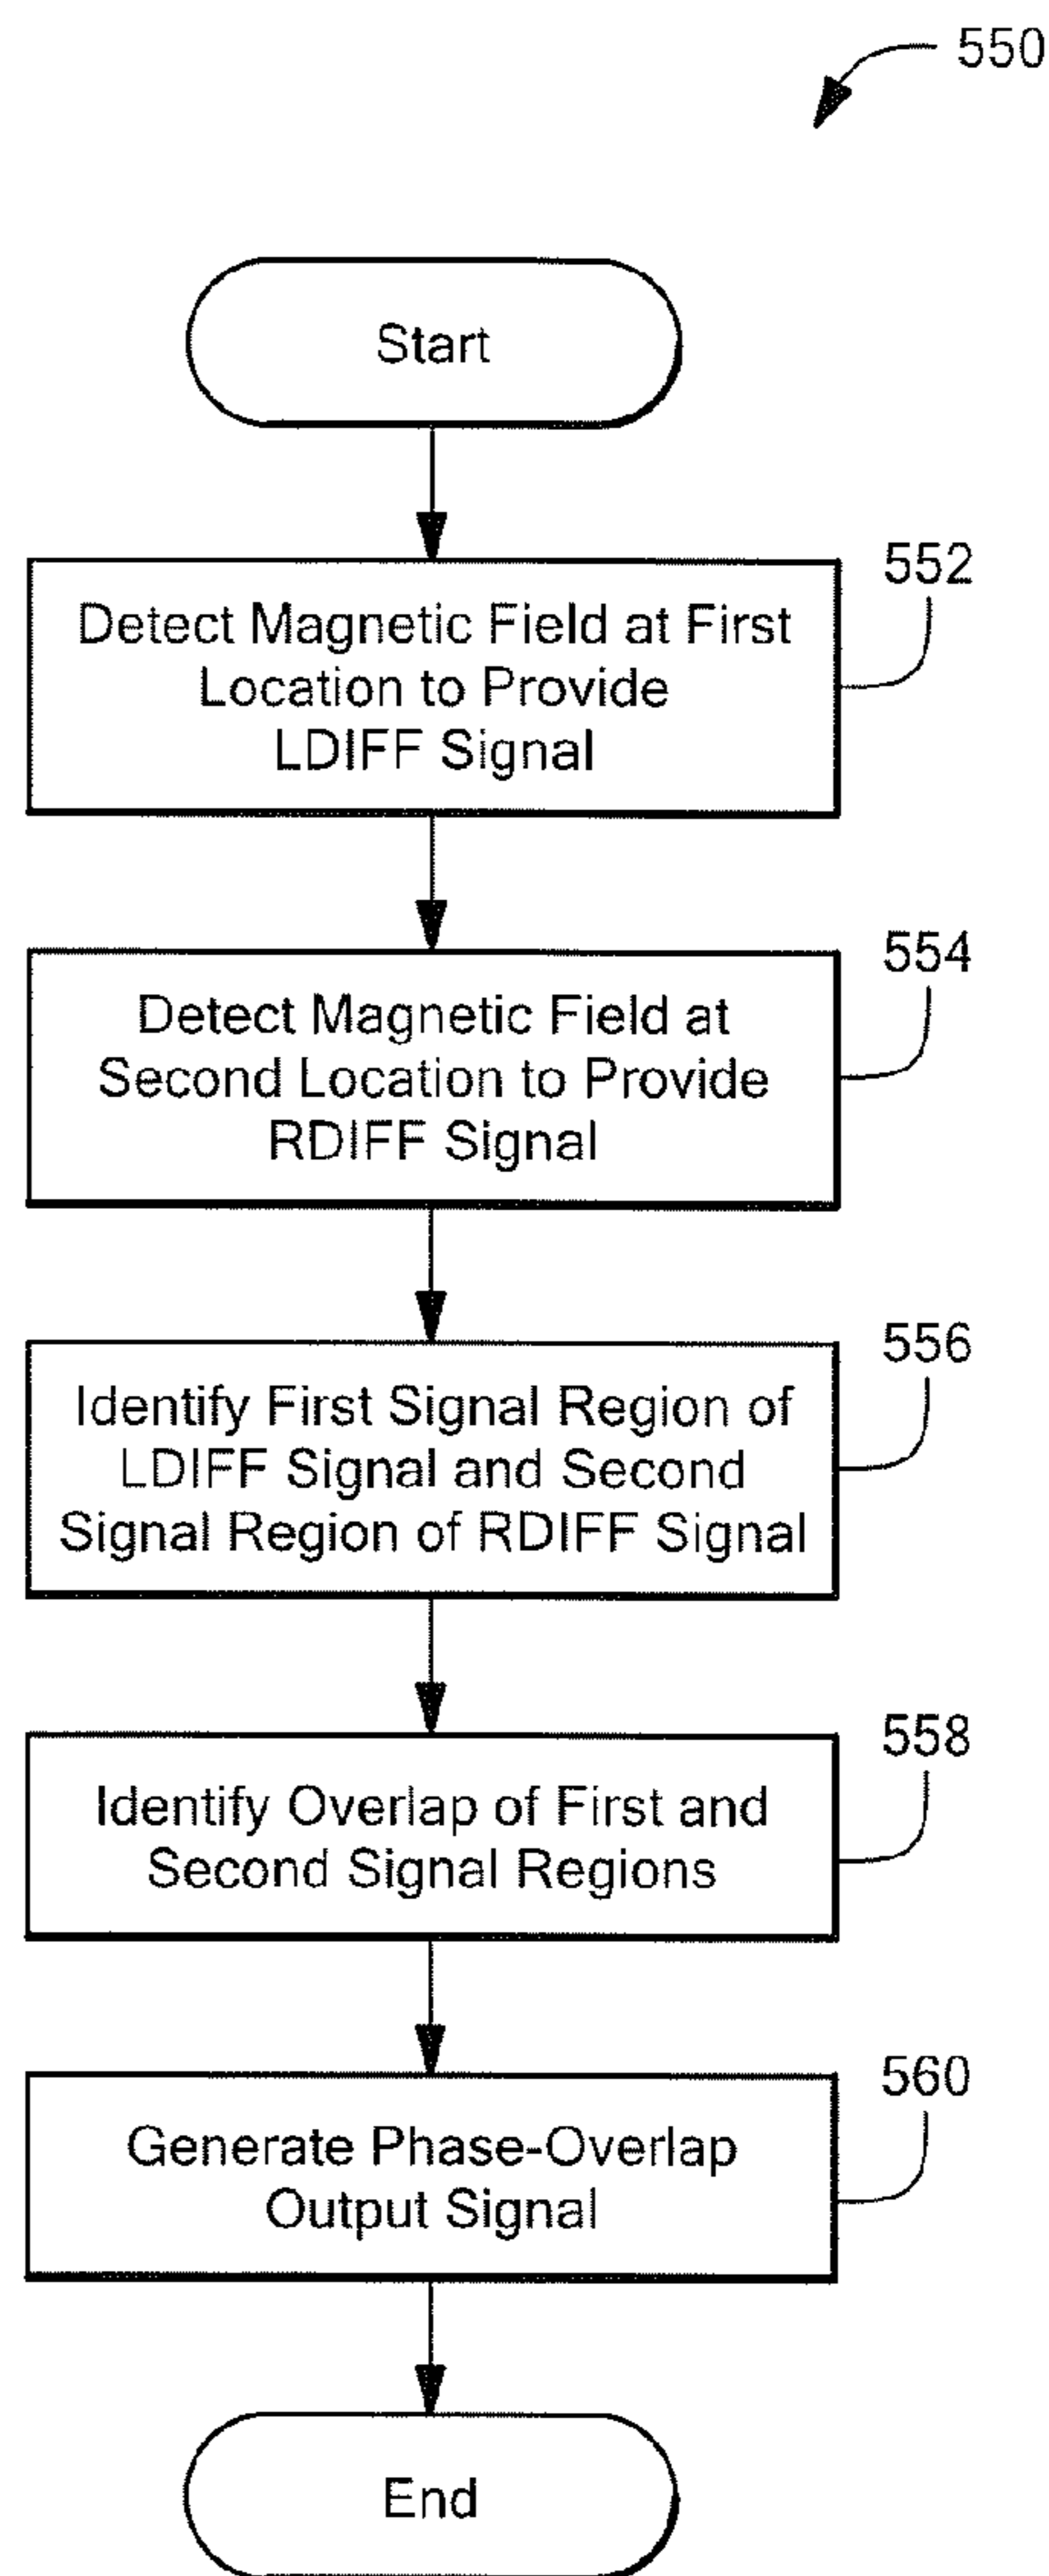 550
Start
552
Detect Magnetic Field at First
Location to Provide
LDIFF Signal
554
Detect Magnetic Field at
Second Location to Provide
RDIFF Signal
556
Identify First Signal Region of
LDIFF Signal and Second
Signal Region of RDIFF Signal
558
Identify Overlap of First and
Second Signal Regions
560
Generate Phase-Overlap
Output Signal
End